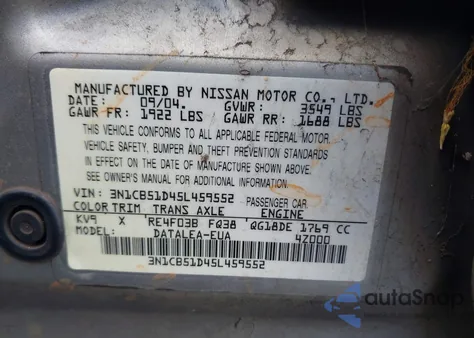 MANUFACTURED BY NISSAN MOTOR CO., LTD.
DATE: 09/04. GVWR: 3549 LBS
GAWR FR: 1922 LBS GAWR RR: 1688 LBS
THIS VEHICLE CONFORMS TO ALL APPLICABLE FEDERAL MOTOR
VEHICLE SAFETY, BUMPER AND THEFT PREVENTION STANDARDS
IN EFFECT ON THE DATE OF MANUFACTURE SHOWN ABOVE.
SEE OWNER'S MANUAL FOR ADDITIONAL INFORMATION.
VIN: 3N1CB51D45L459552 PASSENGER CAR.
COLOR TRIM TRANS AXLE ENGINE
KV9 X RE4F03B FQ38 QG18DE 1769 CC
MODEL: DATALEA-EUA 4Z000
3N1CB51D45L459552
autoSnap